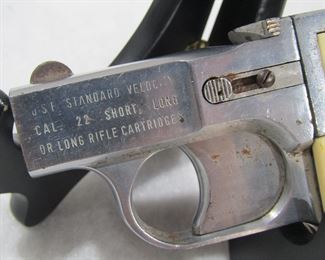 USE STANDARD VELOCITY
CAL. 22 SHORT, LONG
OR LONG RIFLE CARTRIDGES